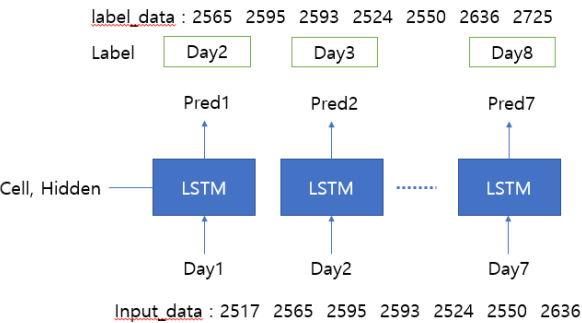 label_data : 2565 2595 2593 2524 2550 2636 2725
Label Day2 Day3 Day8
Pred1 Pred2 Pred7
Cell, Hidden LSTM LSTM LSTM
Day1 Day2 Day7
Input_data : 2517 2565 2595 2593 2524 2550 2636